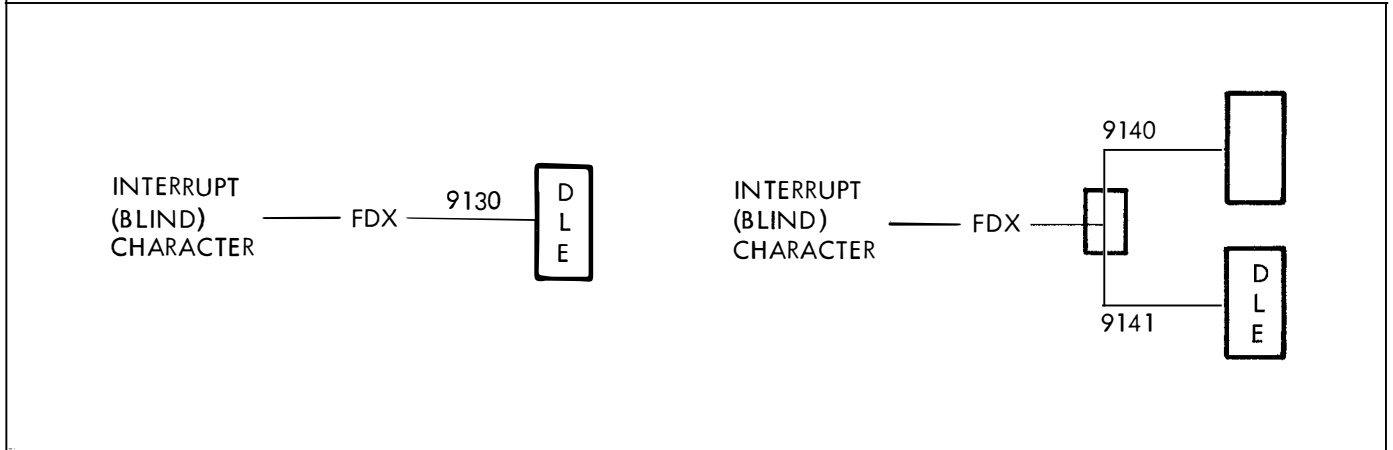 INTERRUPT
(BLIND)
CHARACTER
FDX
9130
D
L
E
INTERRUPT
(BLIND)
CHARACTER
FDX
9140
9141
D
L
E